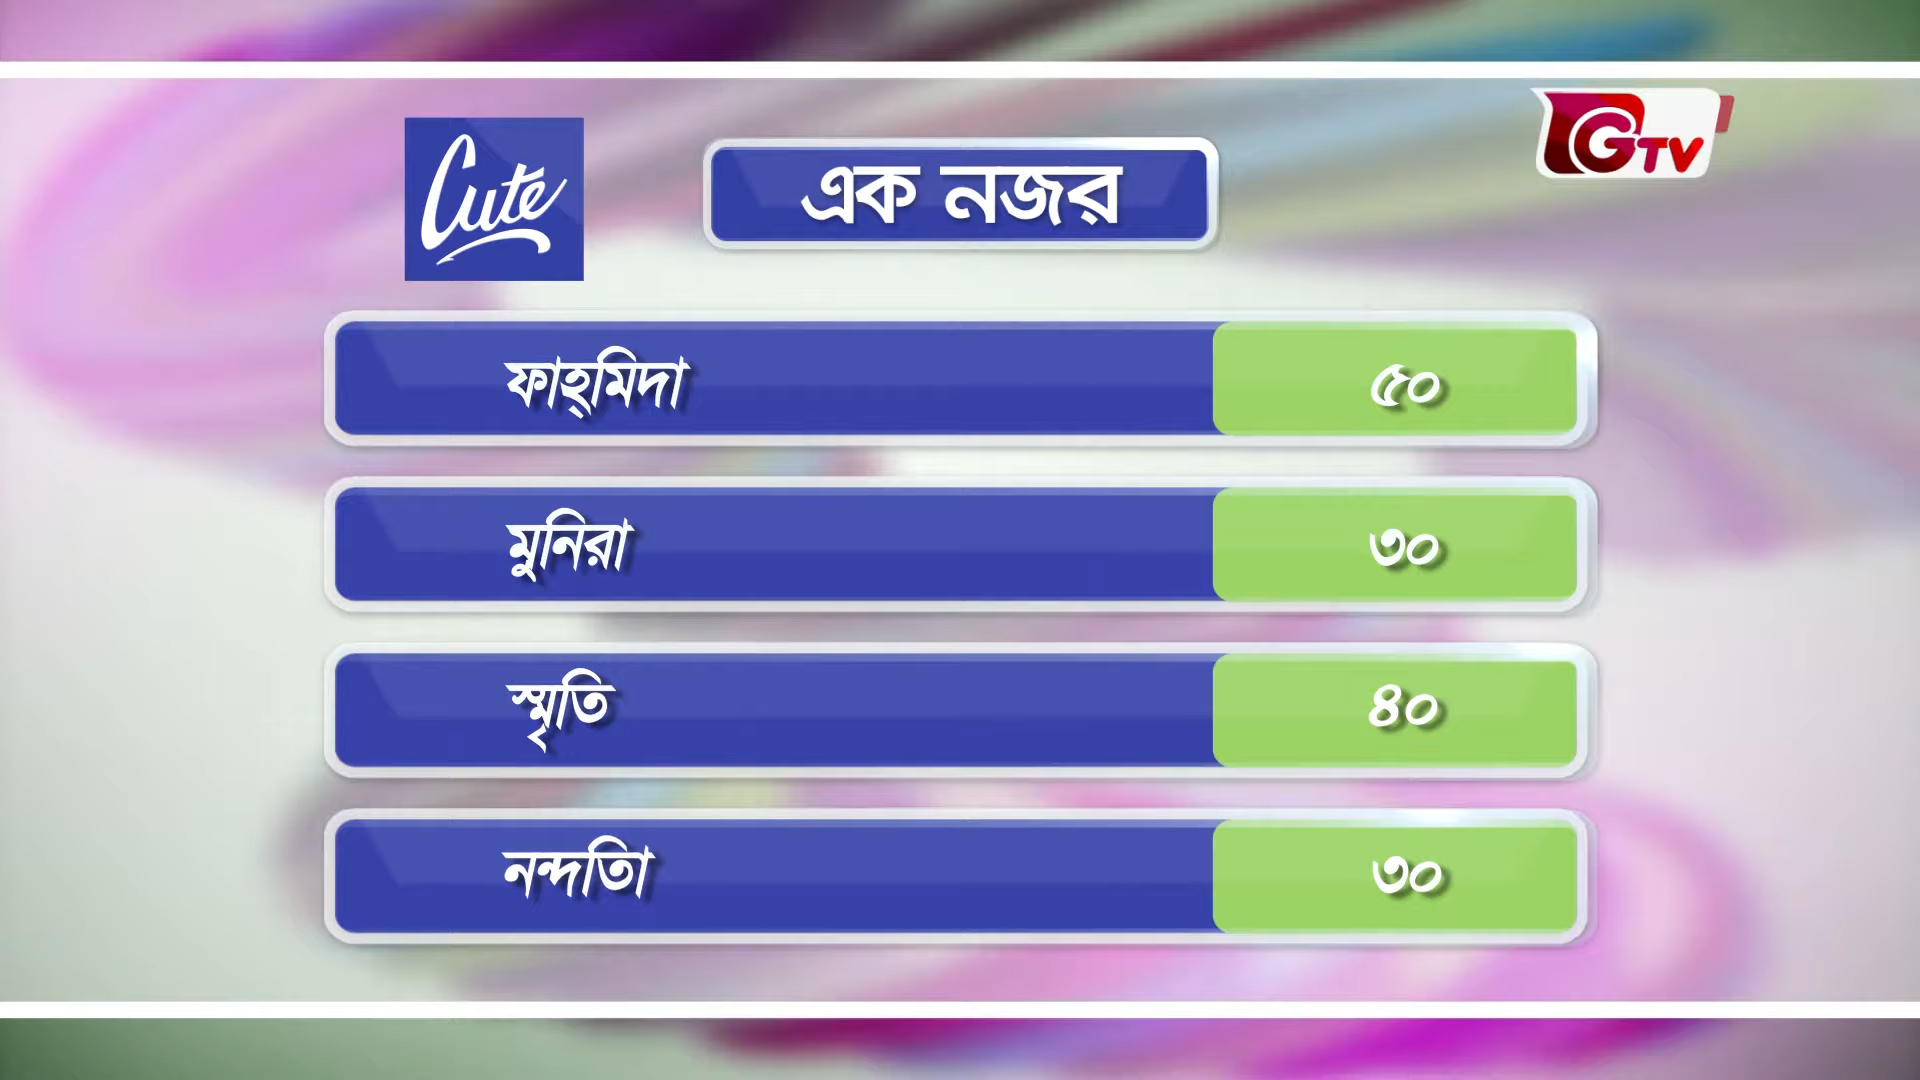 Cute
এক নজর
GTV
ফাহ্‌মিদা ৫০
মুনিরা ৩০
স্মৃতি ৪০
নন্দতিা ৩০